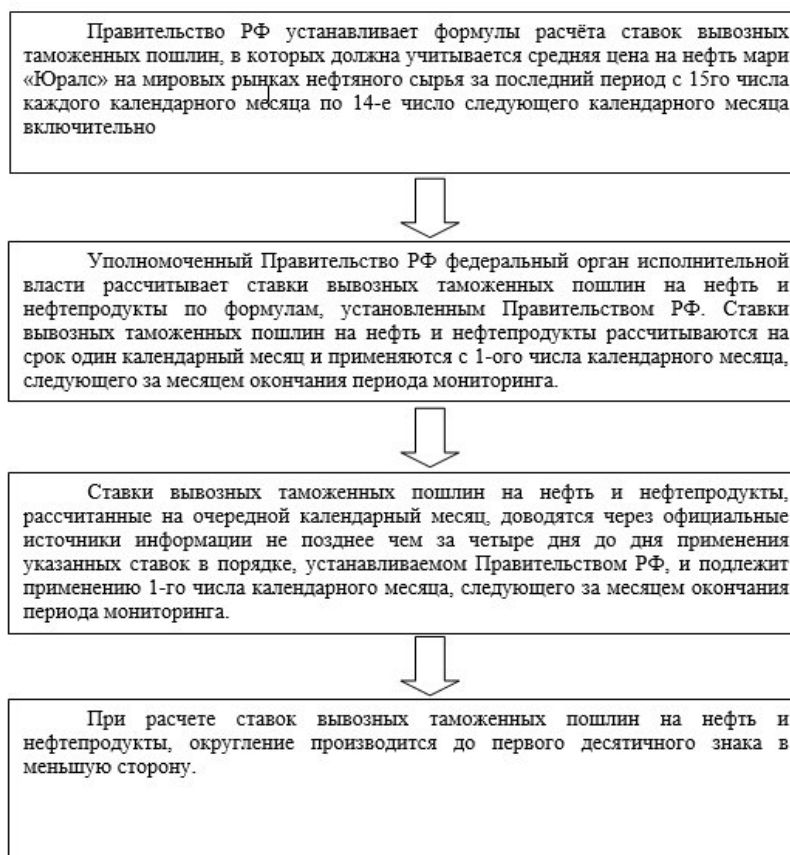 Правительство РФ устанавливает формулы расчёта ставок вывозных
таможенных пошлин, в которых должна учитывается средняя цена на нефть мари
«Юралс» на мировых рынках нефтяного сырья за последний период с 15го числа
каждого календарного месяца по 14-е число следующего календарного месяца
включительно
Уполномоченный Правительство РФ федеральный орган исполнительной
власти рассчитывает ставки вывозных таможенных пошлин на нефть и
нефтепродукты по формулам, установленным Правительством РФ. Ставки
вывозных таможенных пошлин на нефть и нефтепродукты рассчитываются на
срок один календарный месяц и применяются с 1-ого числа календарного месяца,
следующего за месяцем окончания периода мониторинга.
Ставки вывозных таможенных пошлин на нефть и нефтепродукты,
рассчитанные на очередной календарный месяц, доводятся через официальные
источники информации не позднее чем за четыре дня до дня применения
указанных ставок в порядке, устанавливаемом Правительством РФ, и подлежит
применению 1-го числа календарного месяца, следующего за месяцем окончания
периода мониторинга.
При расчете ставок вывозных таможенных пошлин на нефть и
нефтепродукты, округление производится до первого десятичного знака в
меньшую сторону.